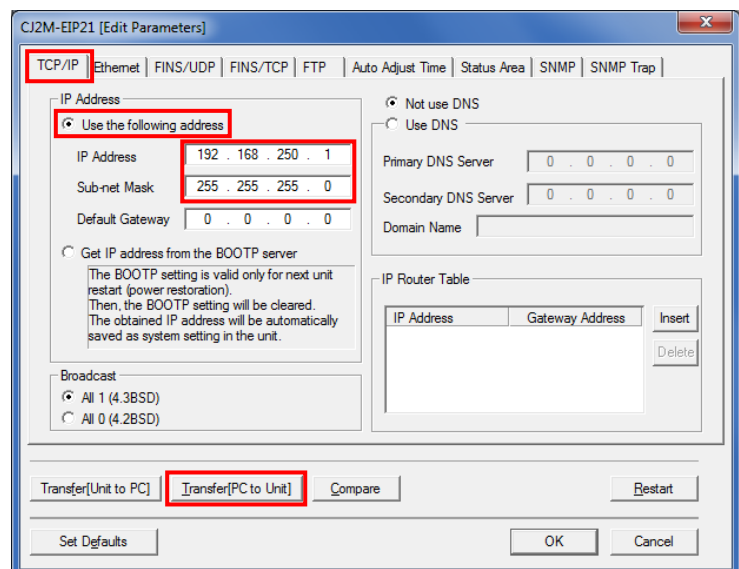 CJ2M-EIP21 [Edit Parameters]
TCP/IP Ethernet FINS/UDP FINS/TCP FTP Auto Adjust Time Status Area SNMP SNMP Trap
IP Address
Use the following address
IP Address 192 . 168 . 250 . 1
Sub-net Mask 255 . 255 . 255 . 0
Default Gateway 0 . 0 . 0 . 0
Get IP address from the BOOTP server
The BOOTP setting is valid only for next unit
restart (power restoration).
Then, the BOOTP setting will be cleared.
The obtained IP address will be automatically
saved as system setting in the unit.
Broadcast
All 1 (4.3BSD)
All 0 (4.2BSD)
Not use DNS
Use DNS
Primary DNS Server 0 . 0 . 0 . 0
Secondary DNS Server 0 . 0 . 0 . 0
Domain Name
IP Router Table
IP Address Gateway Address
Insert
Delete
Transfer[Unit to PC] Transfer[PC to Unit] Compare Restart
Set Defaults OK Cancel